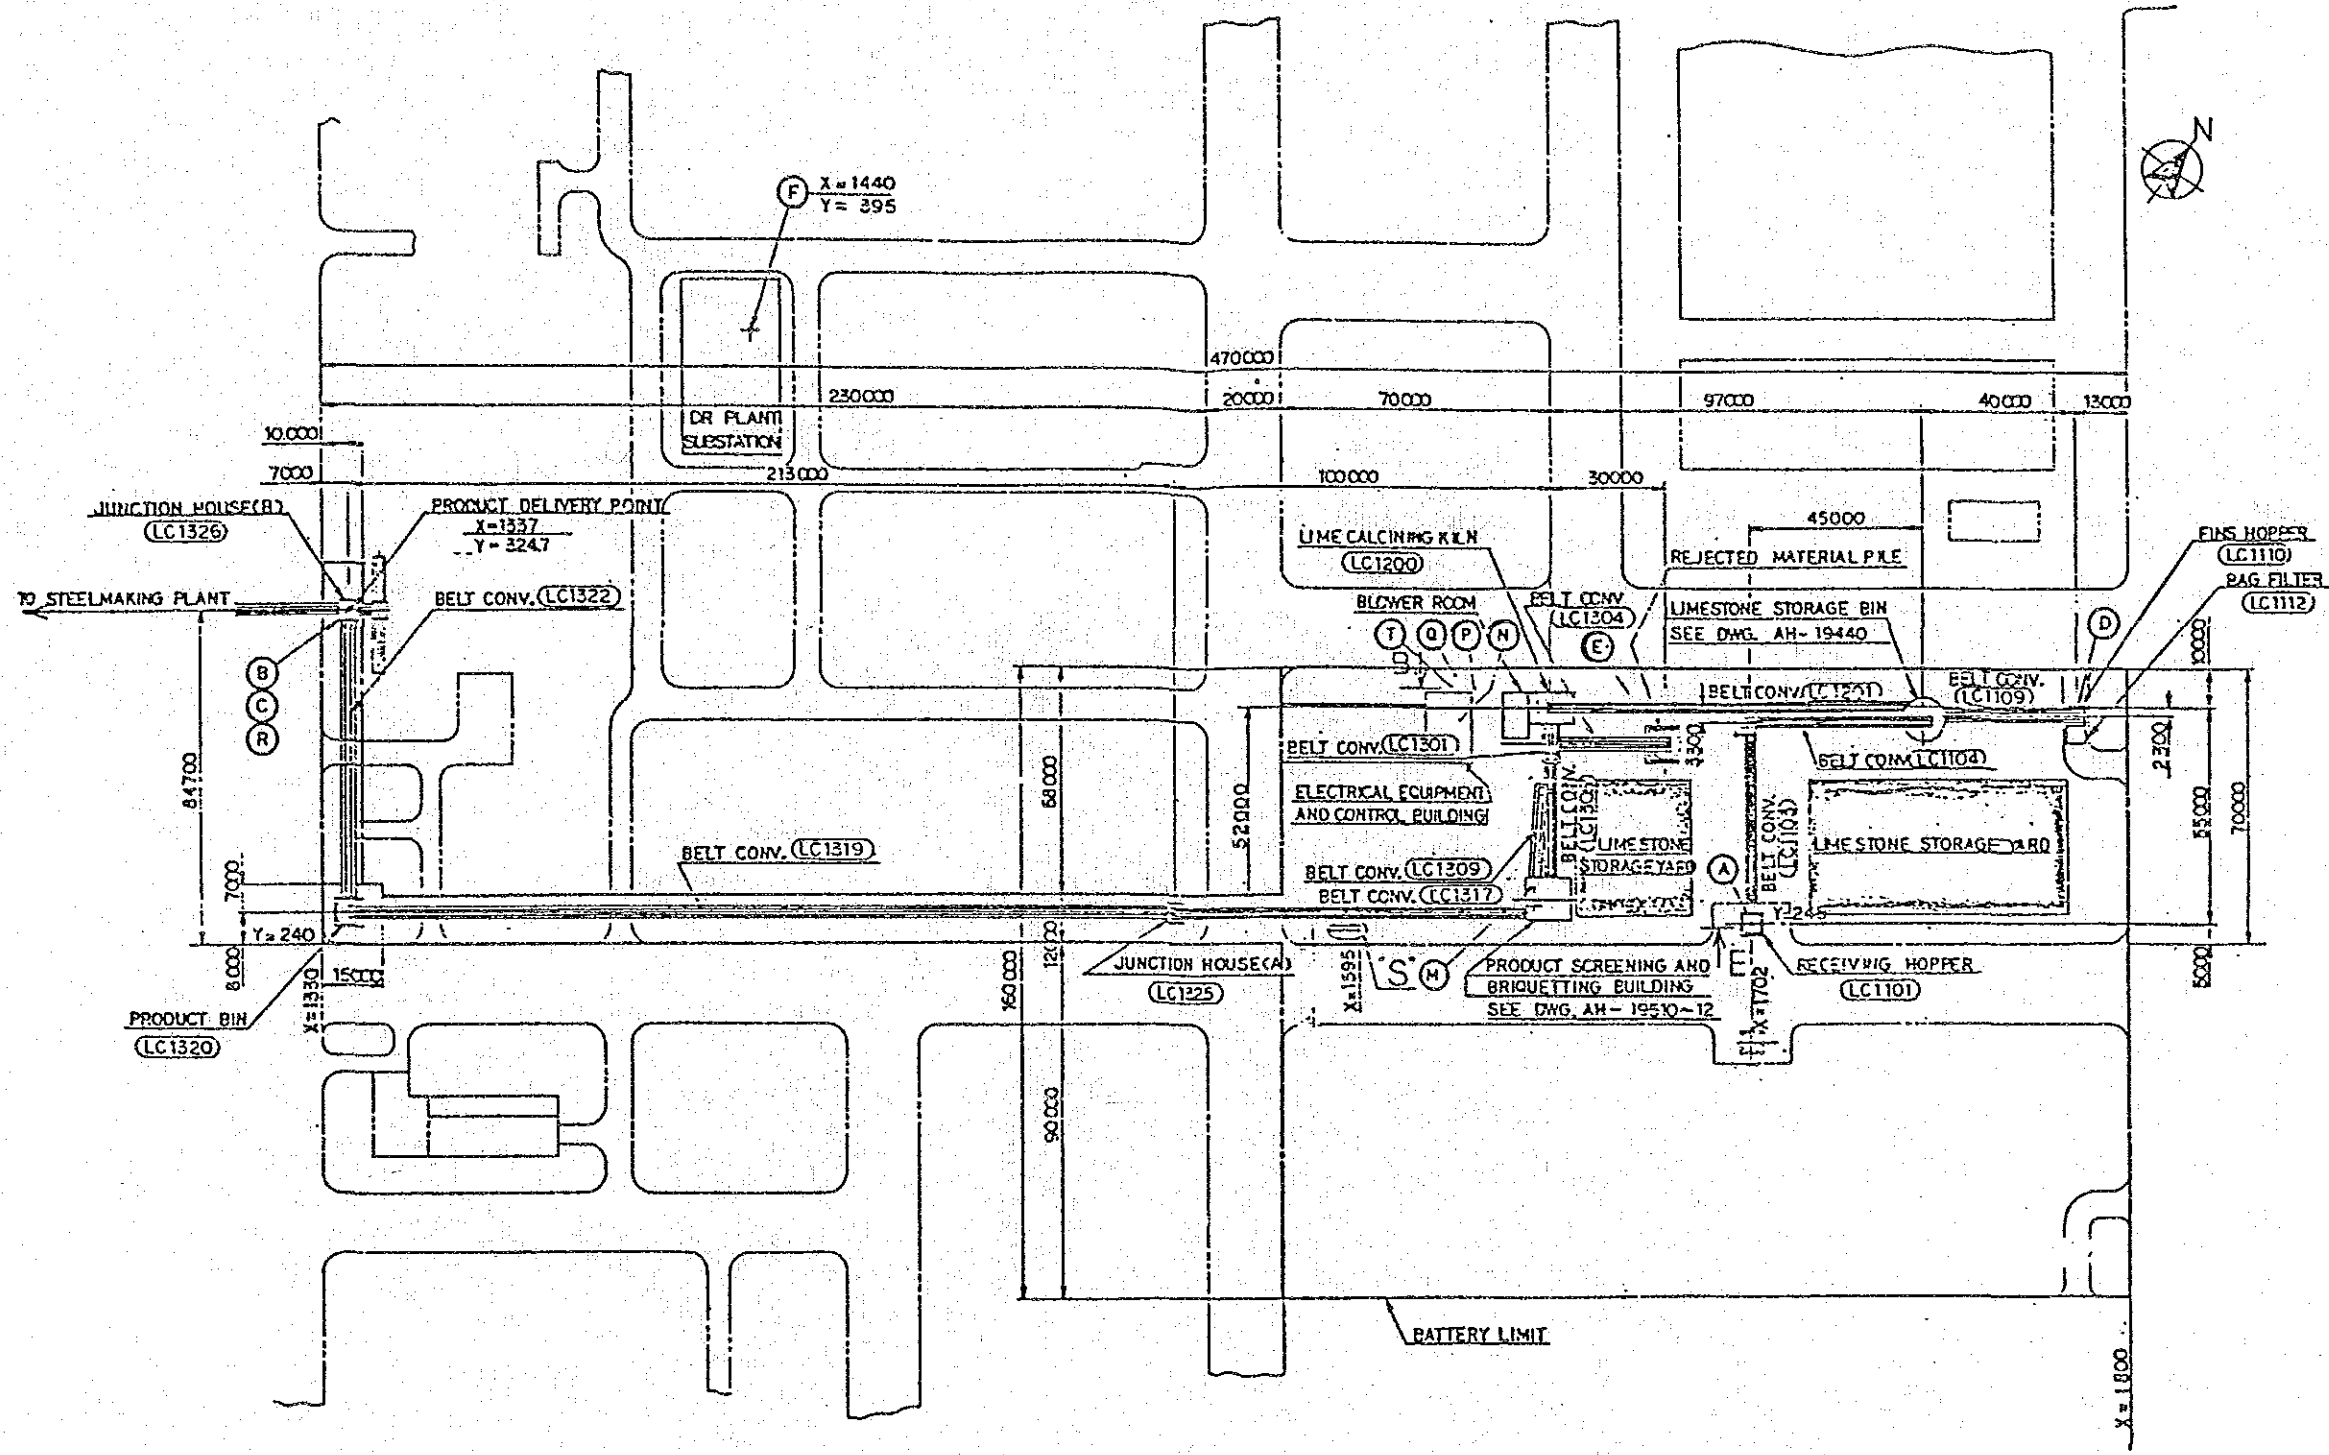 N
F
X=1440
Y= 395
470000
230000
20000
70000
97000
40000
13000
DR PLANT
SUBSTATION
10.000
7000
213000
100000
30000
45000
JUNCTION HOUSE(B)
(LC1326)
PRODUCT DELIVERY POINT
X=1337
Y=324.7
LIME CALCINING KILN
(LC1200)
REJECTED MATERIAL PILE
FINS HOPPER
(LC1110)
BAG FILTER
(LC1112)
TO STEELMAKING PLANT
BELT CONV. (LC1322)
BLOWER ROOM
BELT CONV
(LC1304)
LIMESTONE STORAGE BIN
SEE DWG. AH-19440
T
Q
P
N
E
D
10000
B
C
R
BELT CONV.(LC1201)
BELT CONV.
(LC1109)
BELT CONV.(LC1301)
3300
BELT CONV.(LC1104)
2300
84700
68000
52000
ELECTRICAL EQUIPMENT
AND CONTROL BUILDING
BELT CONV.
LIMESTONE
STORAGE YARD
BELT CONV.
(LC1103)
LIMESTONE STORAGE YARD
55000
70000
BELT CONV. (LC1319)
BELT CONV. (LC1309)
BELT CONV. (LC1317)
A
7000
Y=240
8000
15000
X=1330
160000
12000
JUNCTION HOUSE(A)
(LC1325)
X=1595
"S"
M
PRODUCT SCREENING AND
BRIQUETTING BUILDING
SEE DWG. AH-19510~12
X=1702
RECEIVING HOPPER
(LC1101)
5000
PRODUCT BIN
(LC1320)
90000
BATTERY LIMIT
X=1800